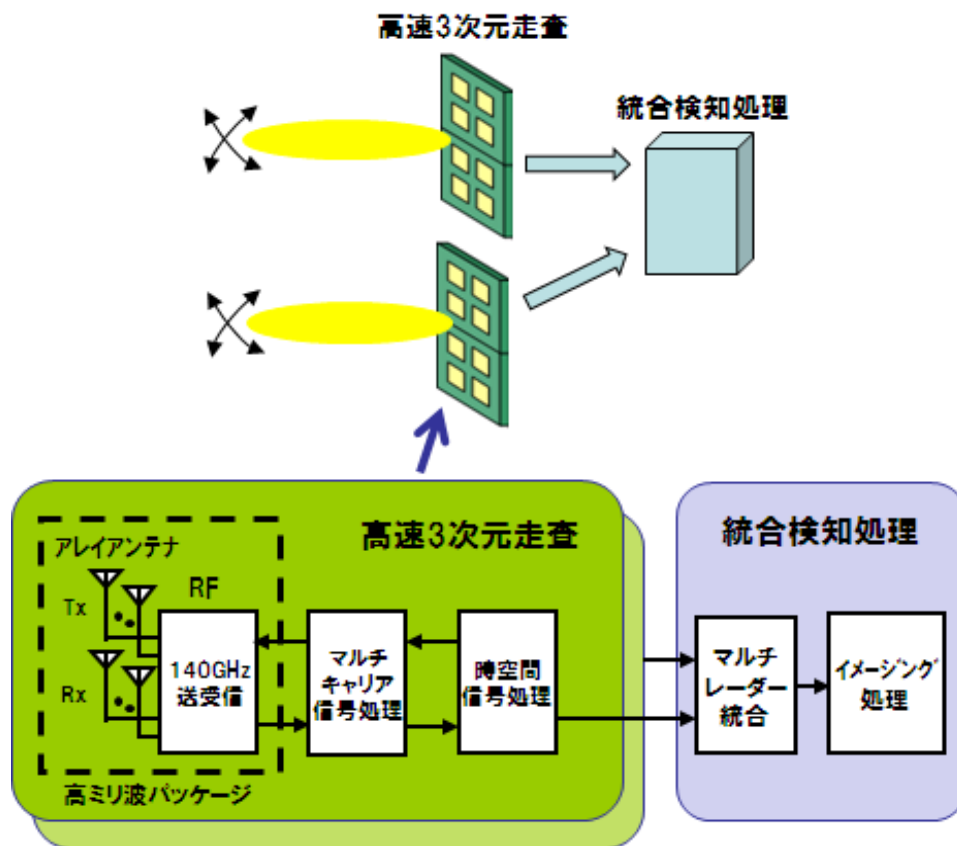 高速3次元走査
統合検知処理
高速3次元走査
統合検知処理
アレイアンテナ
RF
Tx
Rx
140GHz
送受信
マルチ
キャリア
信号処理
時空間
信号処理
マルチ
レーダー
統合
イメージング
処理
高ミリ波パッケージ